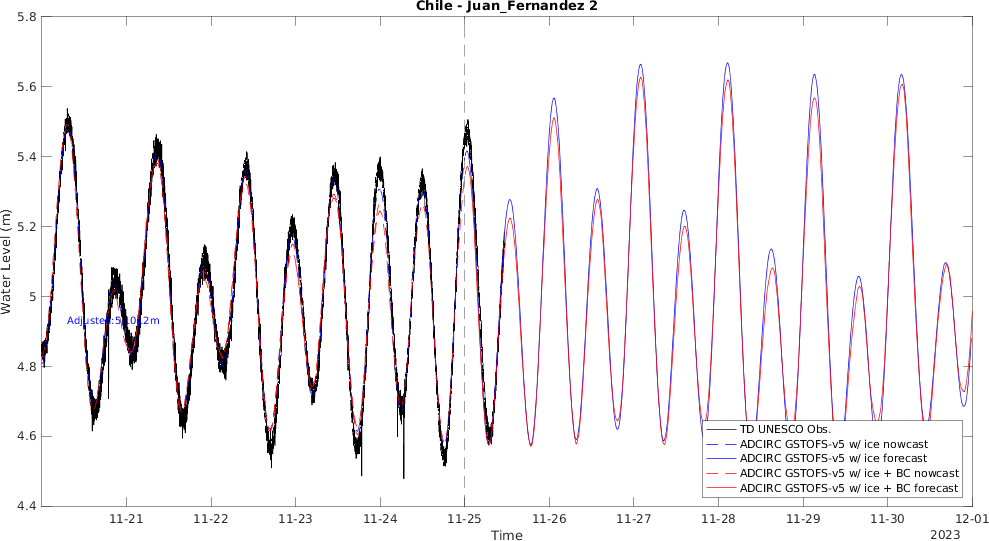 Chile - Juan_Fernandez 2
Water Level (m)
5.8
5.6
5.4
5.2
5
4.8
4.6
4.4
TD UNESCO Obs.
ADCIRC GSTOFS-v5 w/ ice nowcast
ADCIRC GSTOFS-v5 w/ ice forecast
ADCIRC GSTOFS-v5 w/ ice + BC nowcast
ADCIRC GSTOFS-v5 w/ ice + BC forecast
11-21 11-22 11-23 11-24 11-25 11-26 11-27 11-28 11-29 11-30 12-01
Time
2023